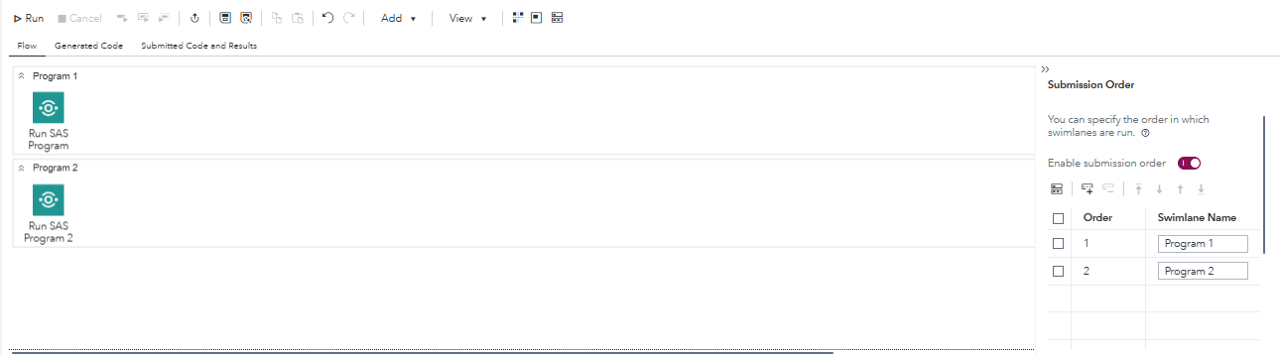 Run Cancel Add View
Flow Generated Code Submitted Code and Results
Program 1
Run SAS
Program
Program 2
Run SAS
Program 2
Submission Order
You can specify the order in which
swimlanes are run.
Enable submission order
Order Swimlane Name
1 Program 1
2 Program 2